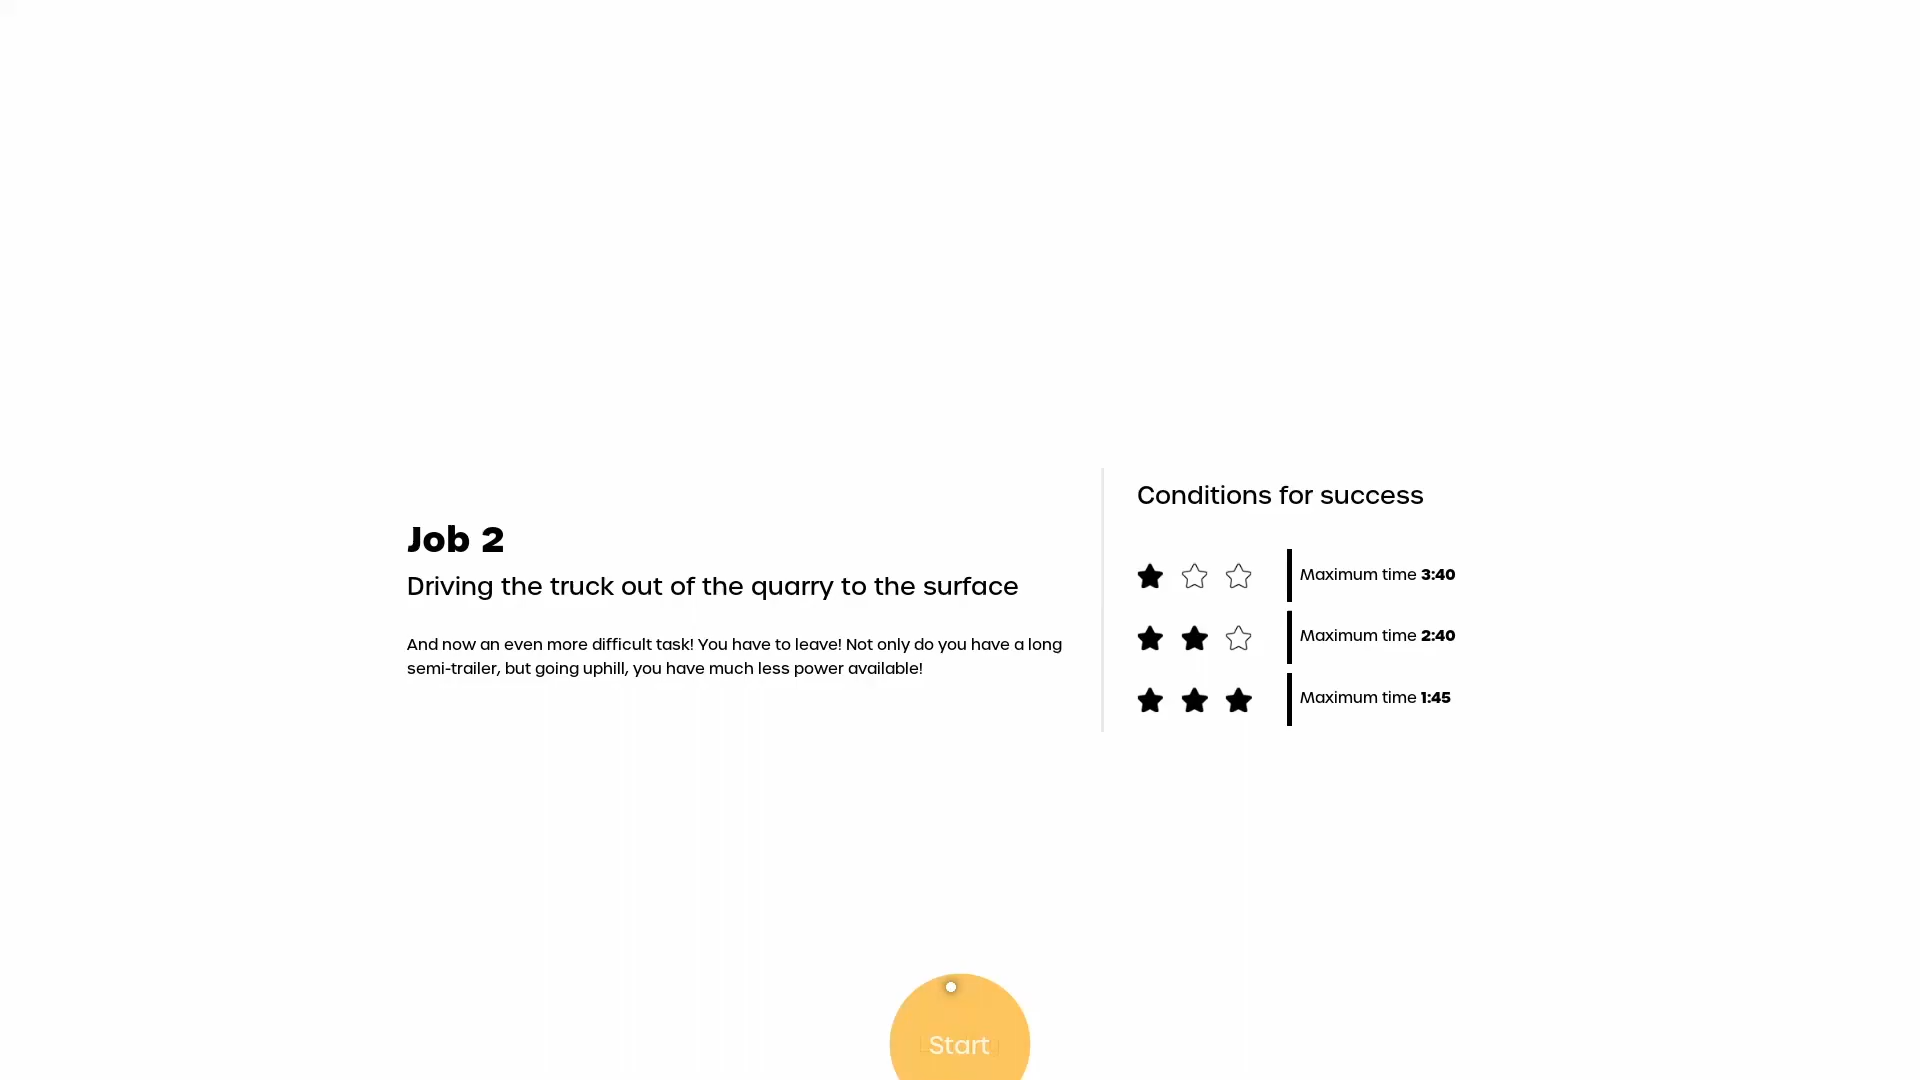 Job 2
Driving the truck out of the quarry to the surface
And now an even more difficult task! You have to leave! Not only do you have a long
semi-trailer, but going uphill, you have much less power available!
Conditions for success
Maximum time 3:40
Maximum time 2:40
Maximum time 1:45
Start